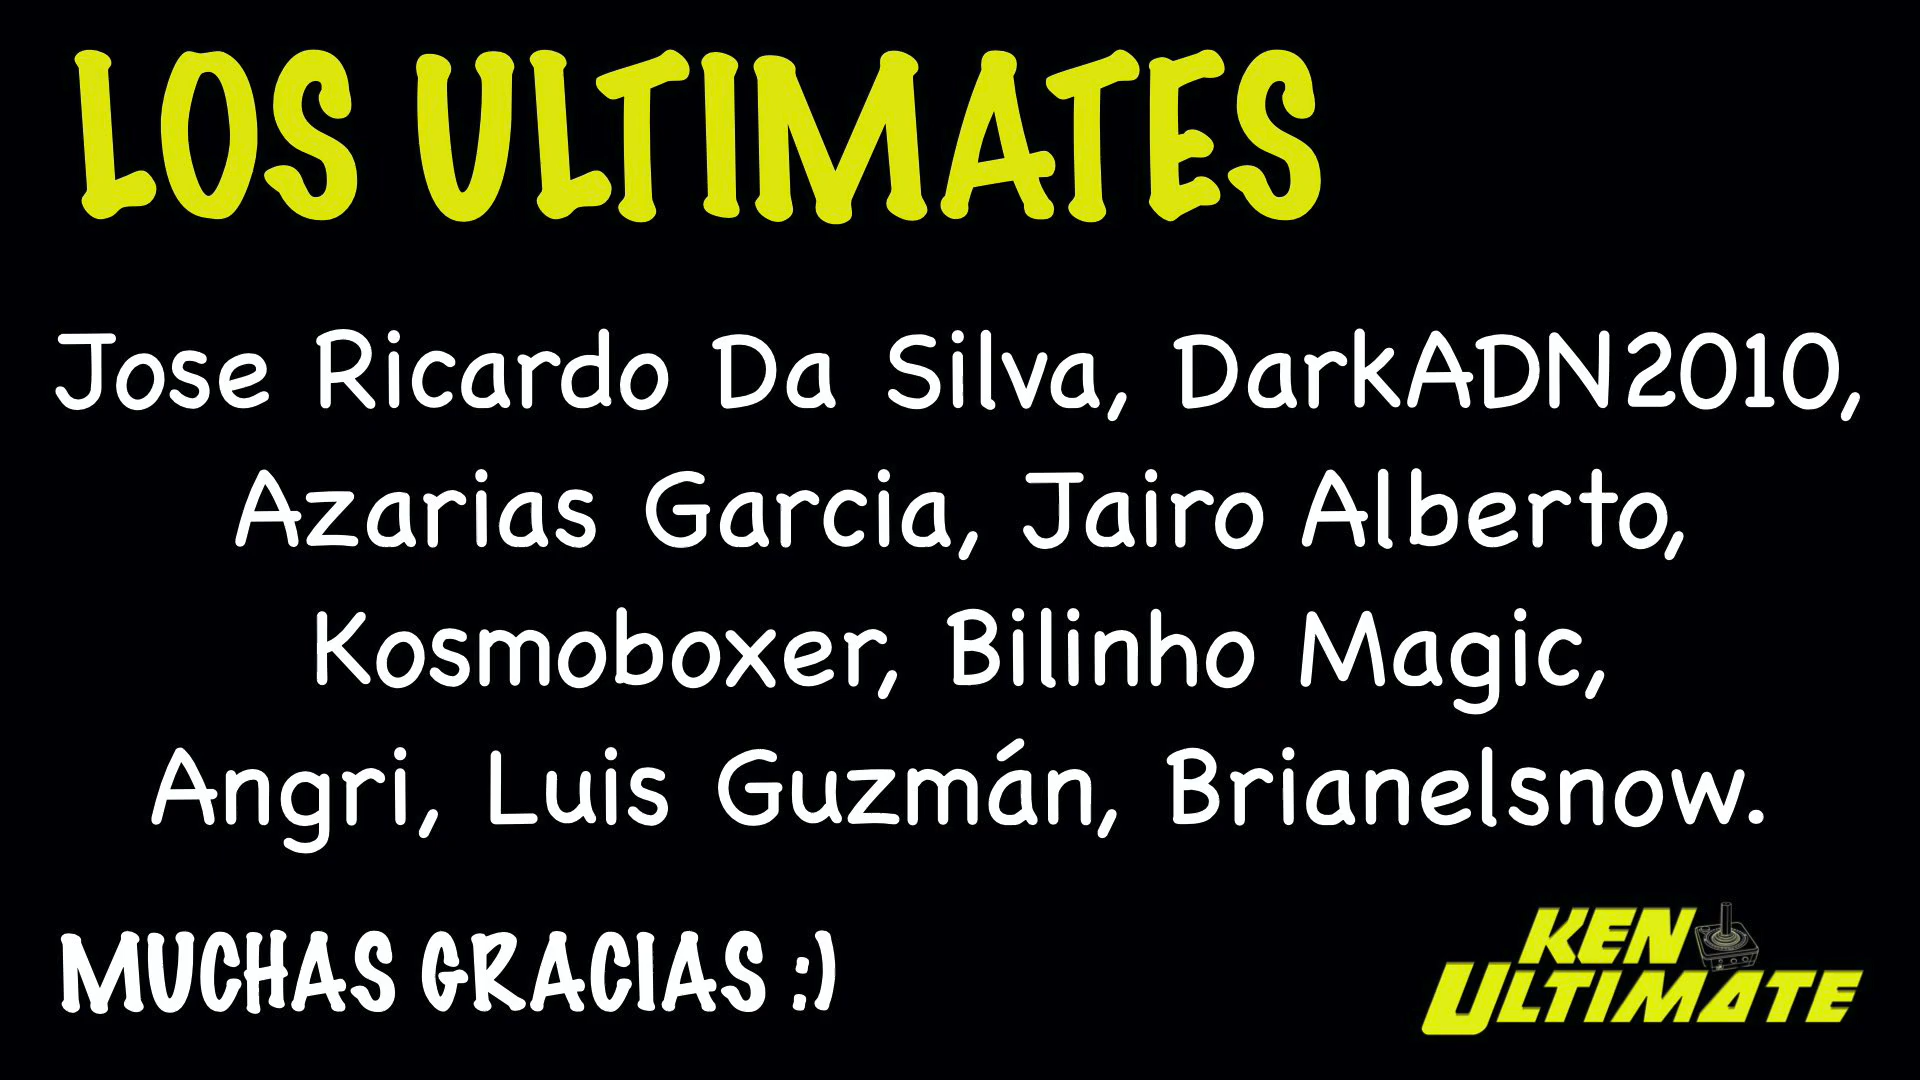 LOS ULTIMATES
Jose Ricardo Da Silva, DarkADN2010,
Azarias Garcia, Jairo Alberto,
Kosmoboxer, Bilinho Magic,
Angri, Luis Guzmán, Brianelsnow.
MUCHAS GRACIAS :)
KEN
ULTIMATE